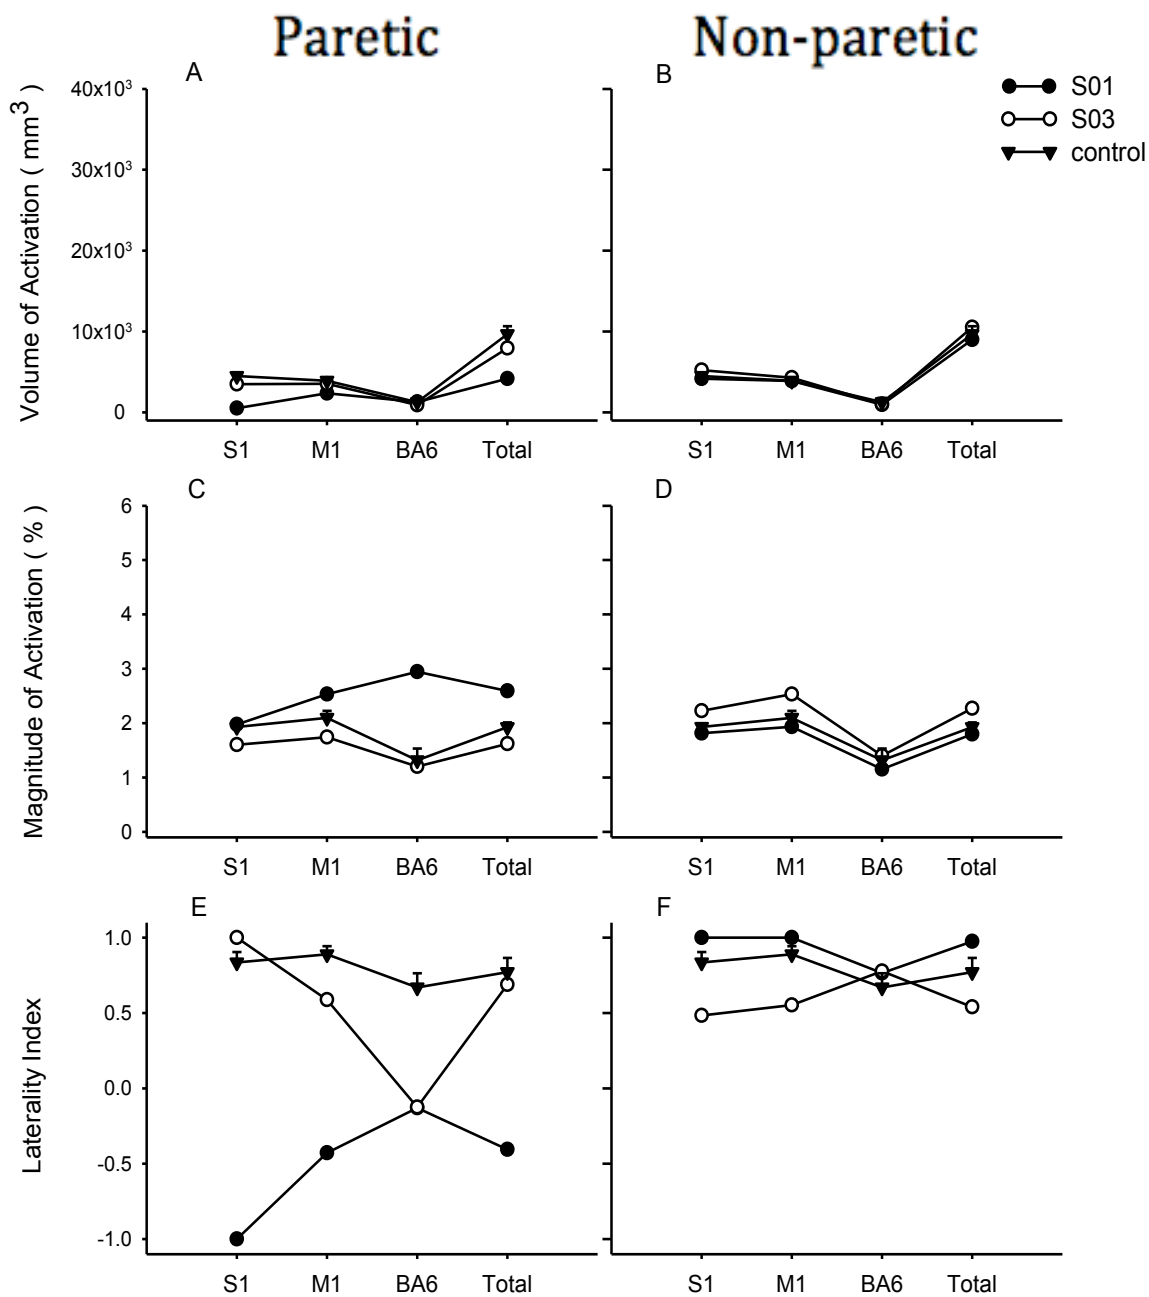 Paretic Non-paretic
A B
S01
S03
control
Volume of Activation ( mm³ )
40x10³
30x10³
20x10³
10x10³
0
S1 M1 BA6 Total S1 M1 BA6 Total
C D
Magnitude of Activation ( % )
6
5
4
3
2
1
0
S1 M1 BA6 Total S1 M1 BA6 Total
E F
Laterality Index
1.0
0.5
0.0
-0.5
-1.0
S1 M1 BA6 Total S1 M1 BA6 Total